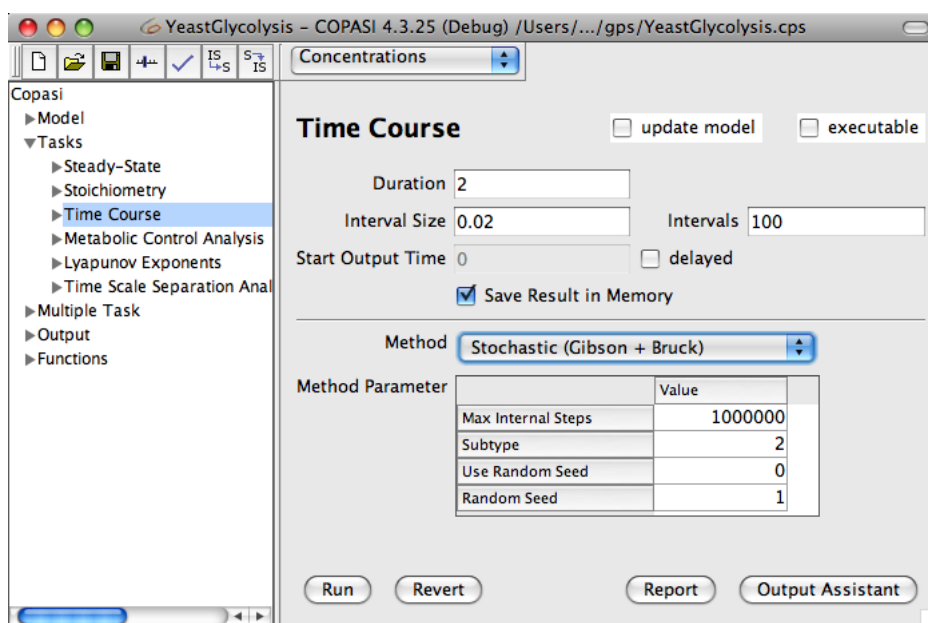 YeastGlycolysis - COPASI 4.3.25 (Debug) /Users/.../gps/YeastGlycolysis.cps
IS S
S IS
Concentrations
Copasi
Model
Tasks
Steady-State
Stoichiometry
Time Course
Metabolic Control Analysis
Lyapunov Exponents
Time Scale Separation Anal
Multiple Task
Output
Functions
Time Course
update model
executable
Duration 2
Interval Size 0.02 Intervals 100
Start Output Time 0 delayed
Save Result in Memory
Method Stochastic (Gibson + Bruck)
Method Parameter
Value
Max Internal Steps 1000000
Subtype 2
Use Random Seed 0
Random Seed 1
Run Revert Report Output Assistant